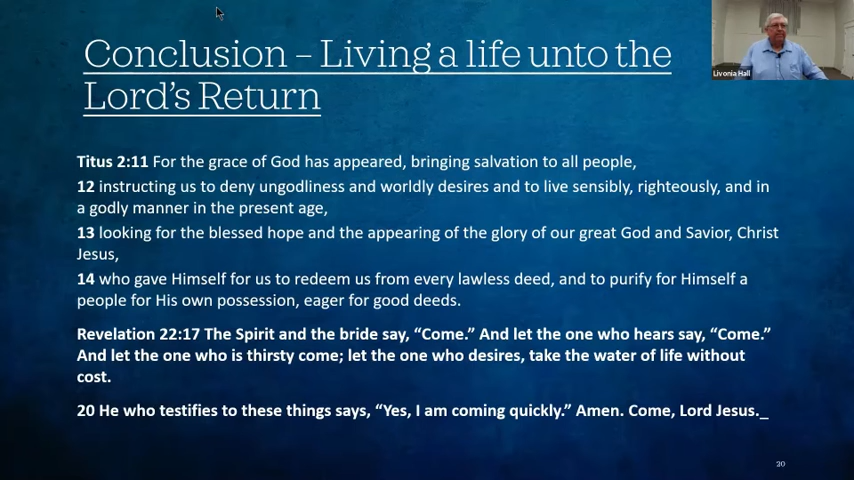 Conclusion – Living a life unto the
Lord's Return
Livonia Hall
Titus 2:11 For the grace of God has appeared, bringing salvation to all people,
12 instructing us to deny ungodliness and worldly desires and to live sensibly, righteously, and in
a godly manner in the present age,
13 looking for the blessed hope and the appearing of the glory of our great God and Savior, Christ
Jesus,
14 who gave Himself for us to redeem us from every lawless deed, and to purify for Himself a
people for His own possession, eager for good deeds.
Revelation 22:17 The Spirit and the bride say, “Come.” And let the one who hears say, “Come.”
And let the one who is thirsty come; let the one who desires, take the water of life without
cost.
20 He who testifies to these things says, “Yes, I am coming quickly.” Amen. Come, Lord Jesus._
20